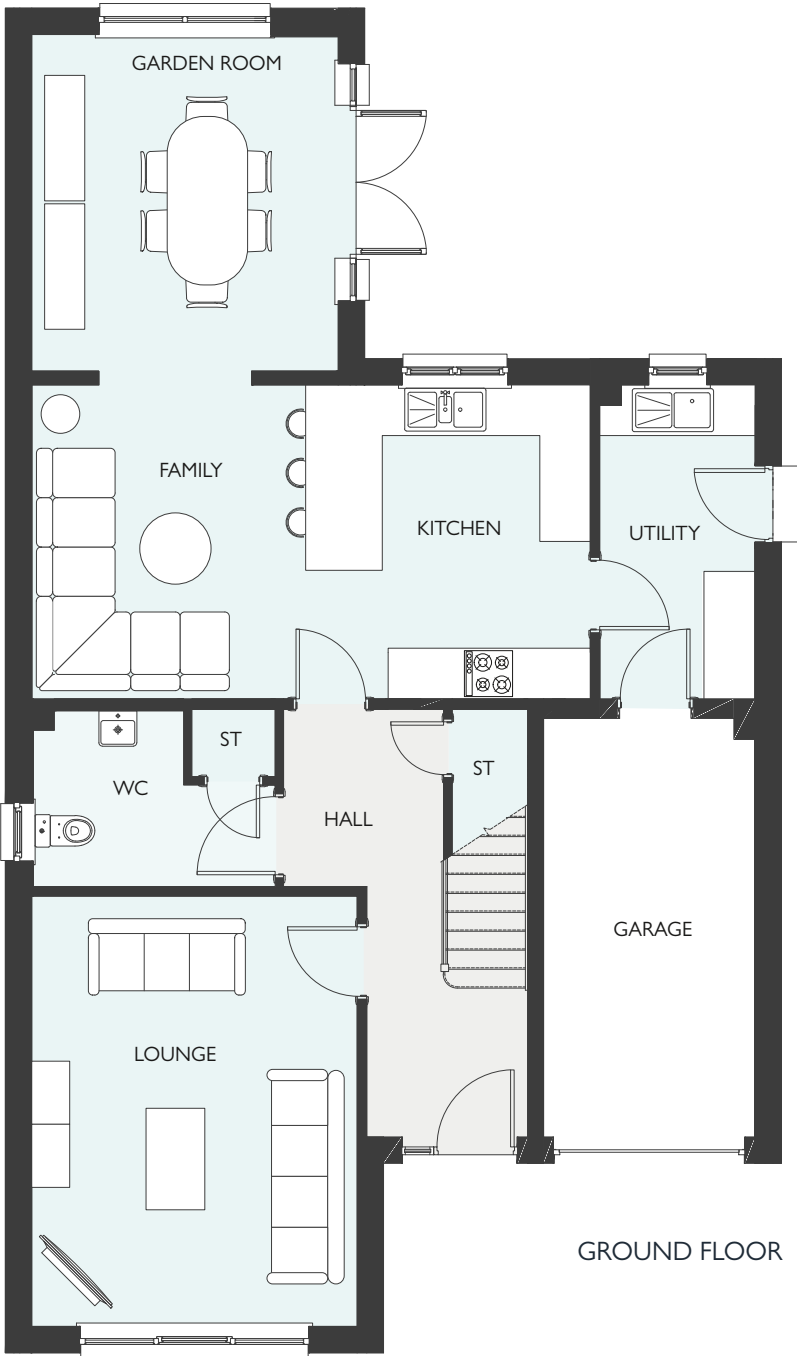 GARDEN ROOM
FAMILY
KITCHEN
UTILITY
ST
WC
ST
HALL
GARAGE
LOUNGE
GROUND FLOOR